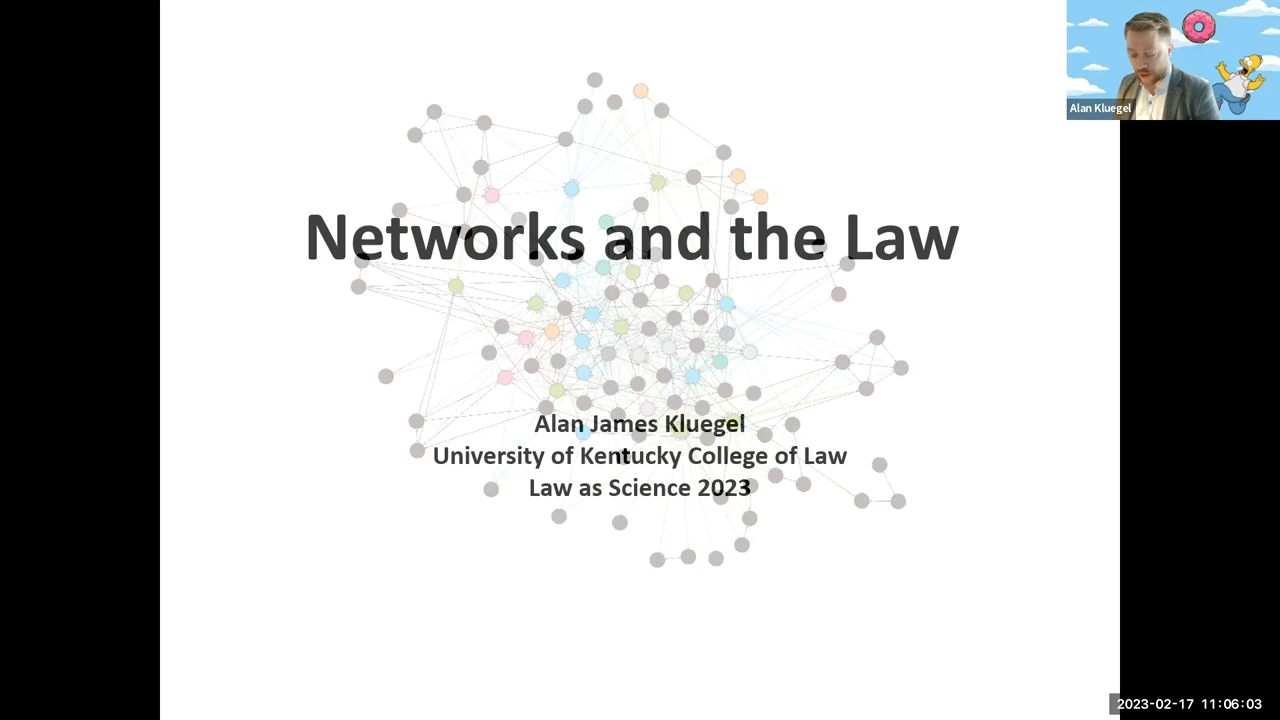 Alan Kluegel
Networks and the Law
Alan James Kluegel
University of Kentucky College of Law
Law as Science 2023
2023-02-17 11:06:03